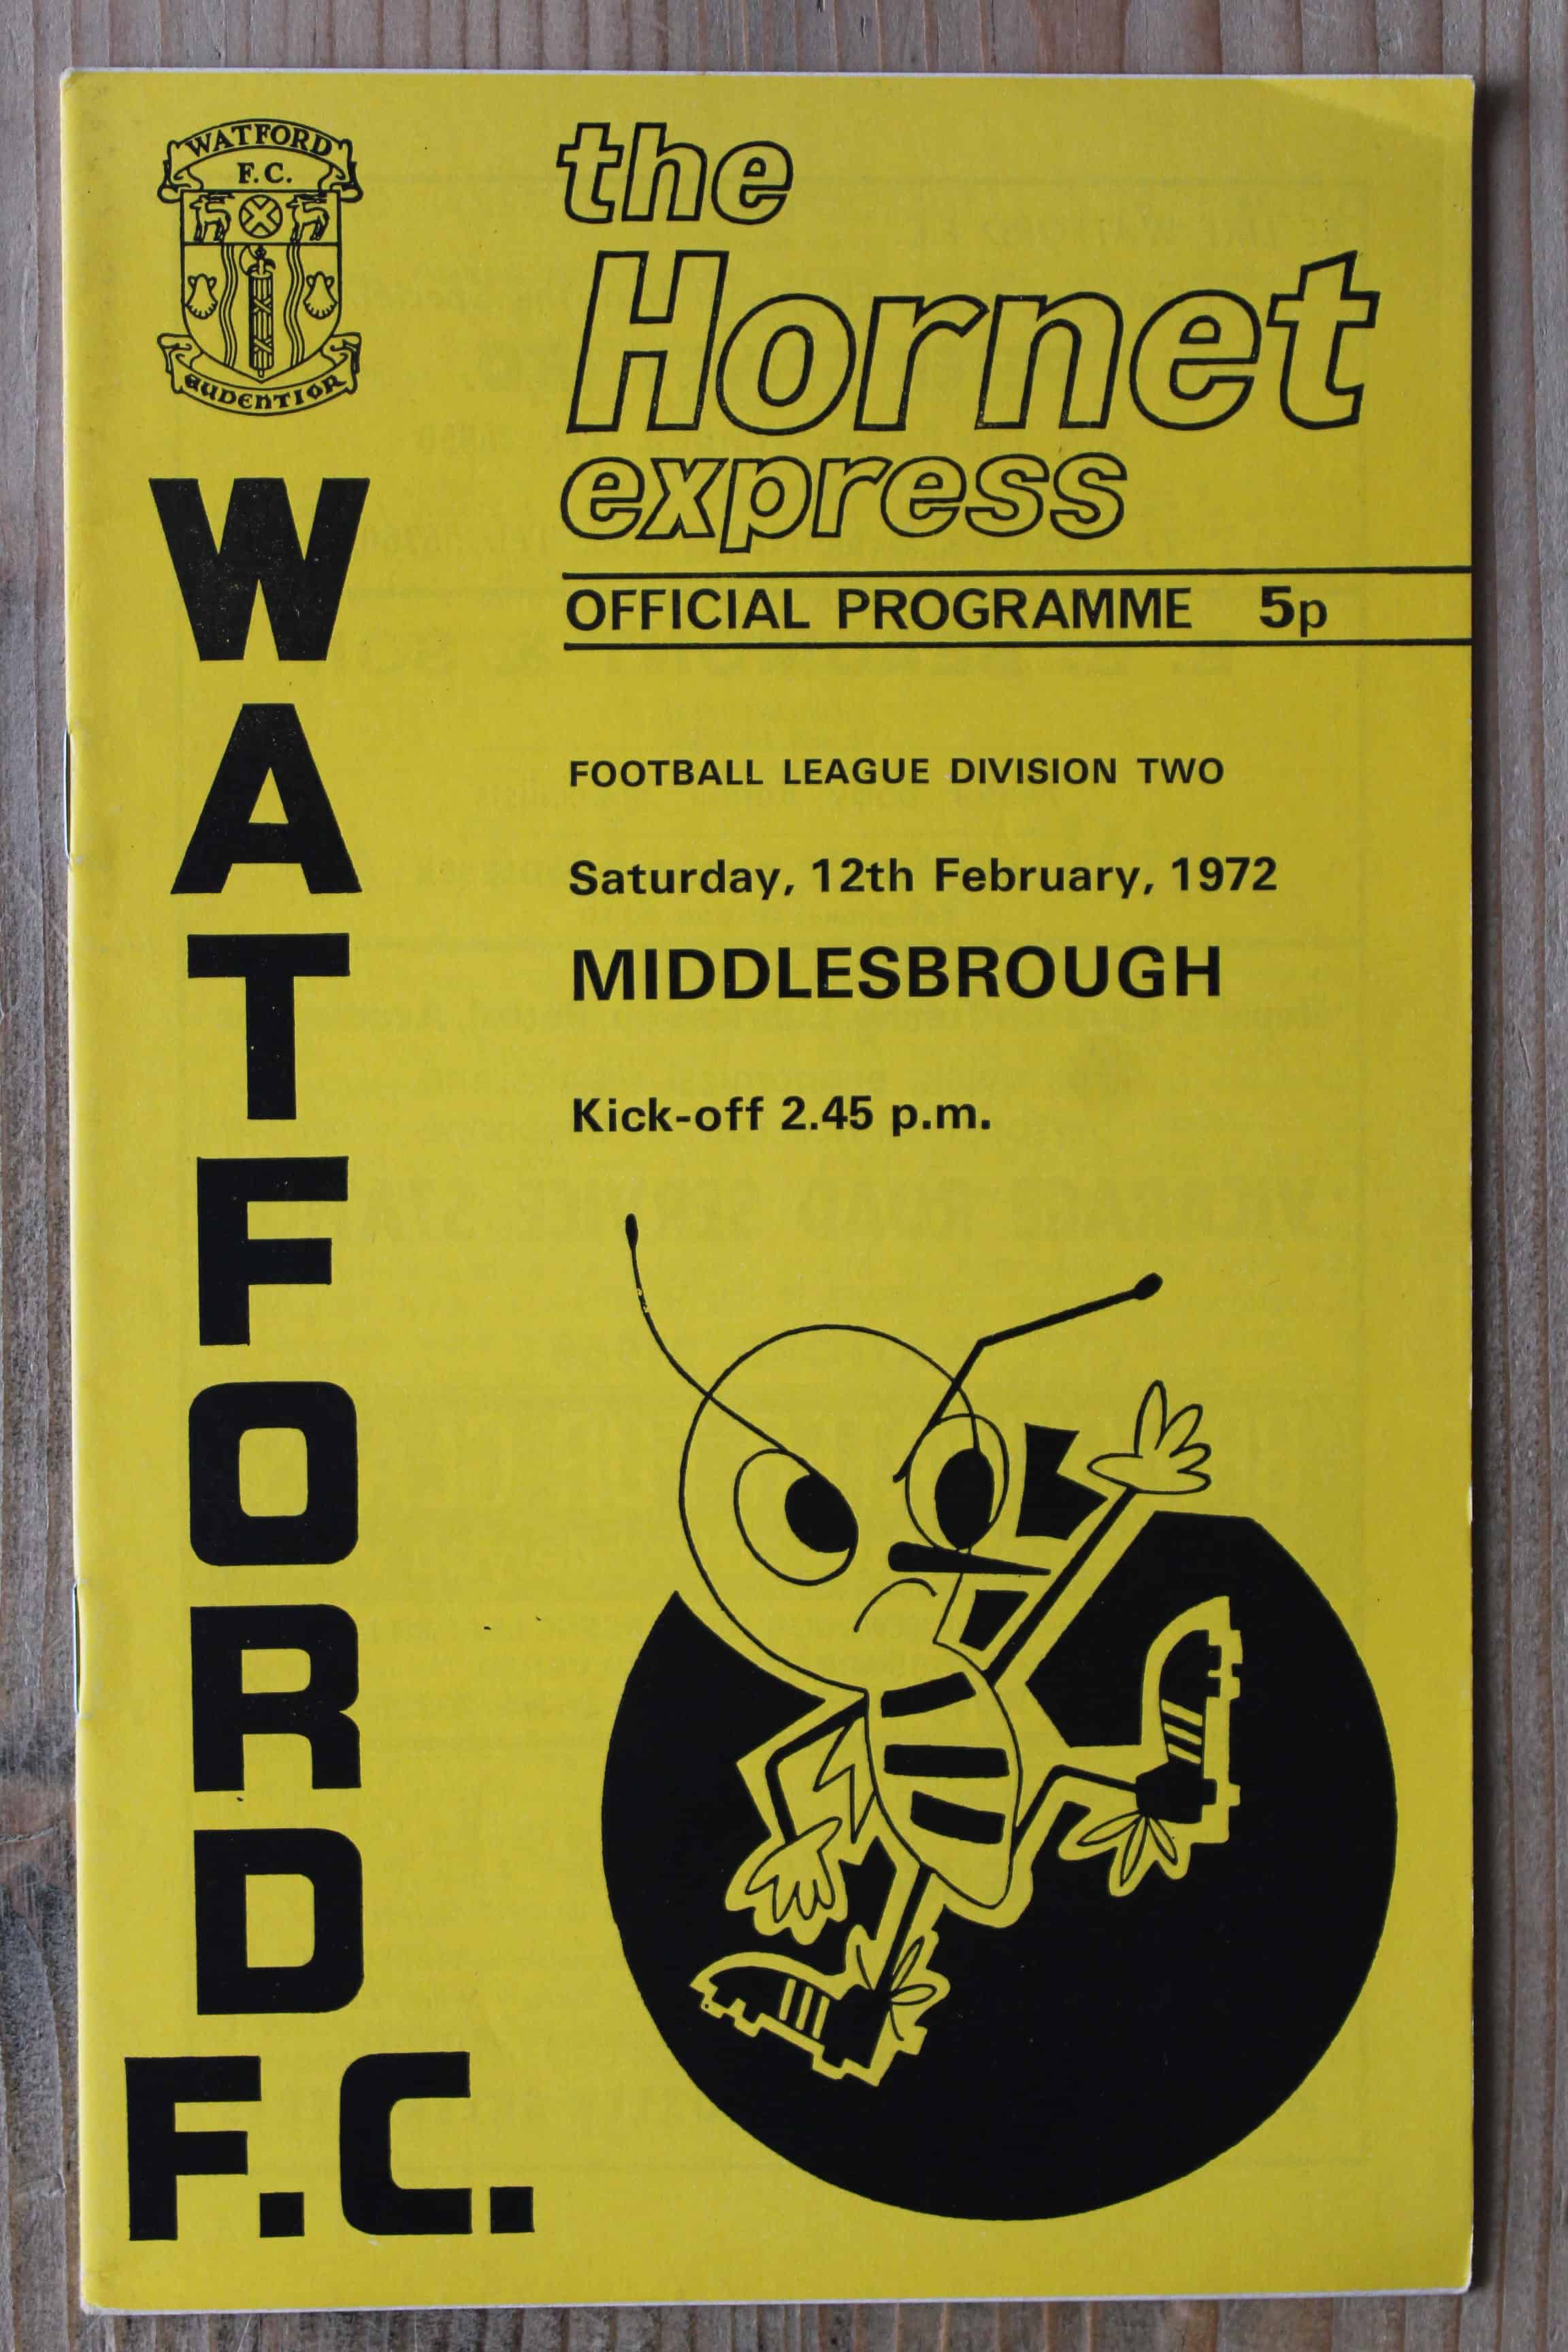 WATFORD
F.C.
AUDENTIOR
the
Hornet
express
OFFICIAL PROGRAMME 5p
FOOTBALL LEAGUE DIVISION TWO
Saturday, 12th February, 1972
MIDDLESBROUGH
Kick-off 2.45 p.m.
WATFORD
F.C.